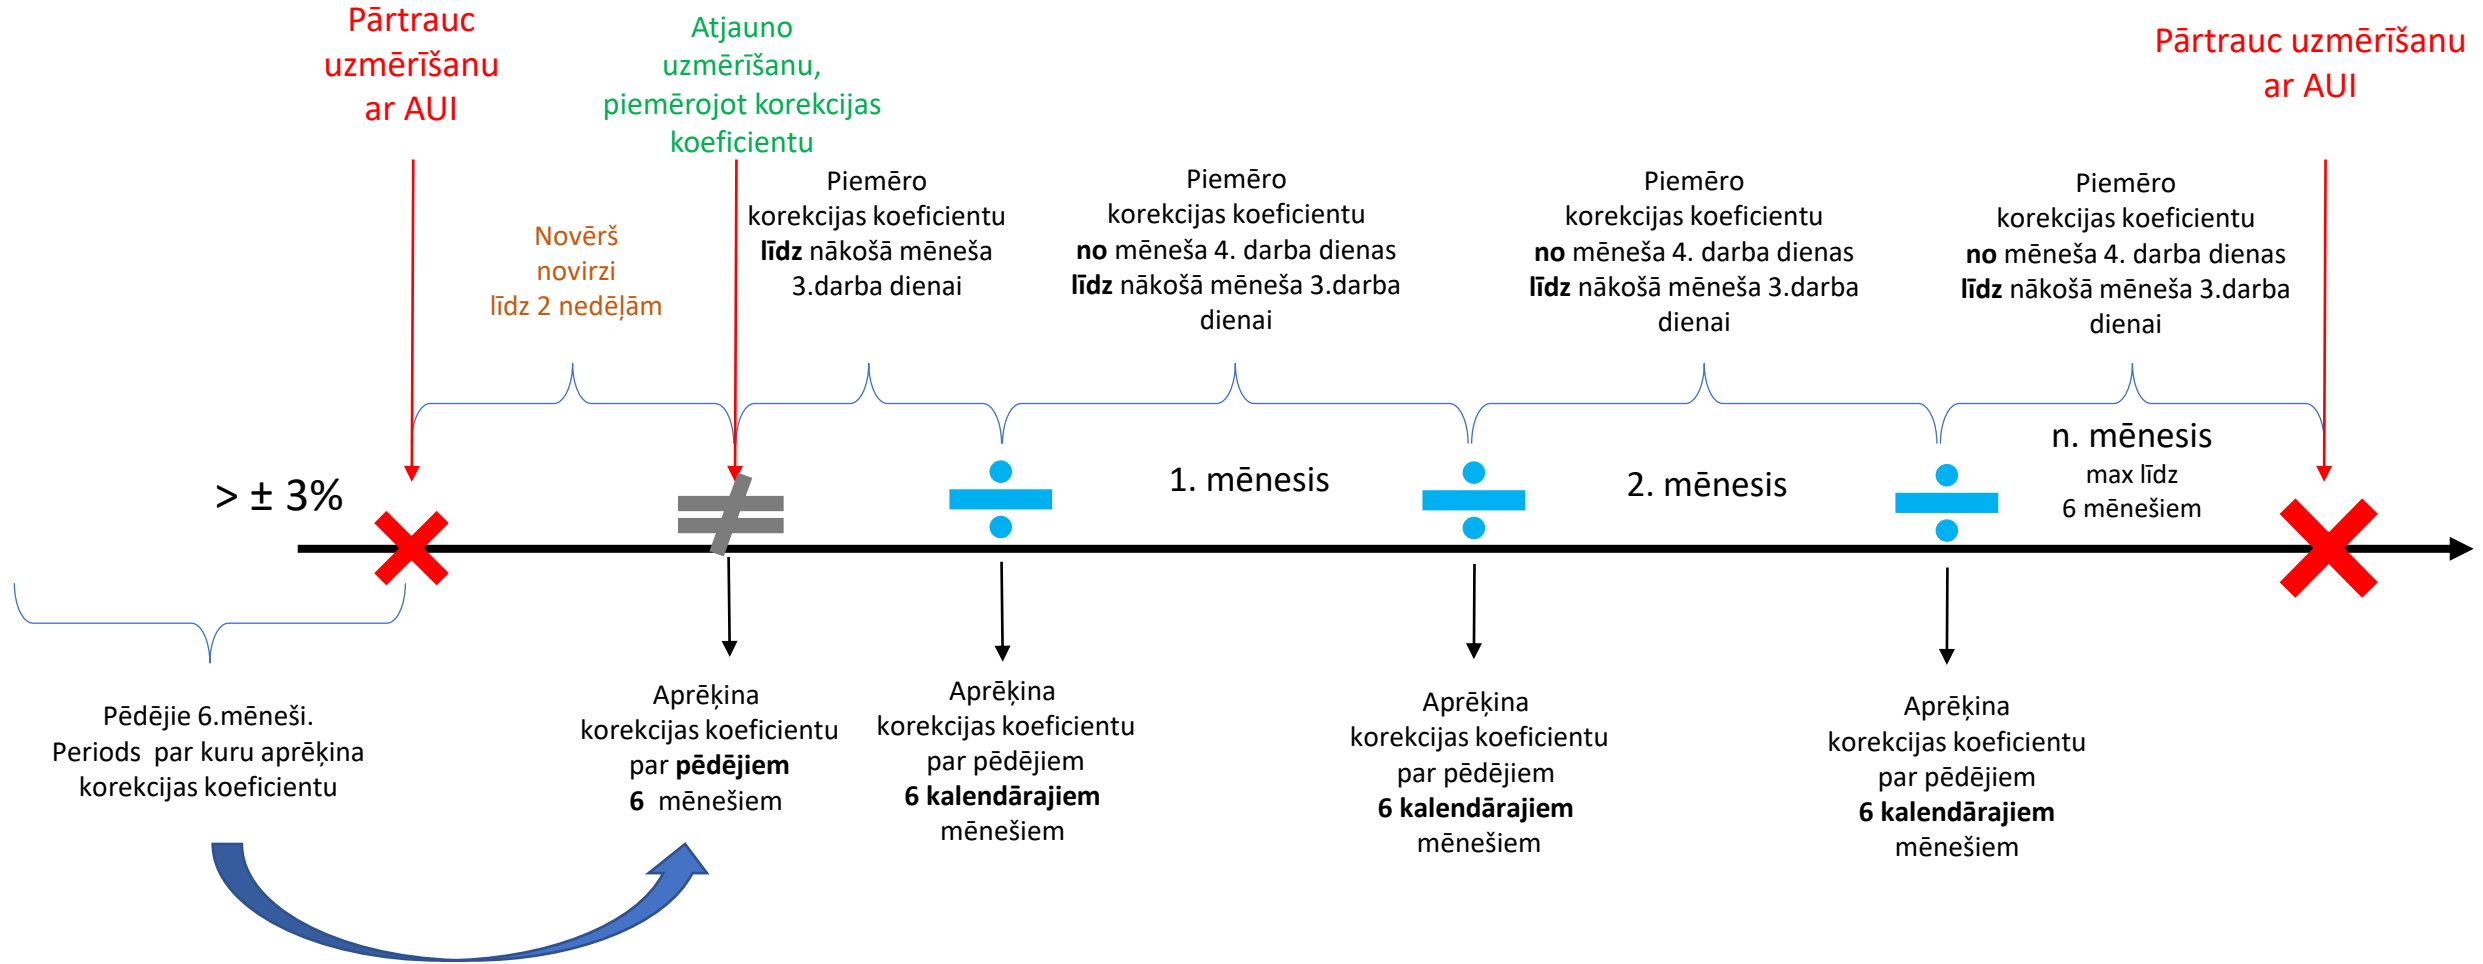 Pārtrauc
uzmērīšanu
ar AUI
Atjauno
uzmērīšanu,
piemērojot korekcijas
koeficientu
Pārtrauc uzmērīšanu
ar AUI
Novērš
novirzi
līdz 2 nedēļām
Piemēro
korekcijas koeficientu
līdz nākošā mēneša
3.darba dienai
Piemēro
korekcijas koeficientu
no mēneša 4. darba dienas
līdz nākošā mēneša 3.darba
dienai
Piemēro
korekcijas koeficientu
no mēneša 4. darba dienas
līdz nākošā mēneša 3.darba
dienai
Piemēro
korekcijas koeficientu
no mēneša 4. darba dienas
līdz nākošā mēneša 3.darba
dienai
> ± 3%
1. mēnesis
2. mēnesis
n. mēnesis
max līdz
6 mēnešiem
Pēdējie 6.mēneši.
Periods  par kuru aprēķina
korekcijas koeficientu
Aprēķina
korekcijas koeficientu
par pēdējiem
6  mēnešiem
Aprēķina
korekcijas koeficientu
par pēdējiem
6 kalendārajiem
mēnešiem
Aprēķina
korekcijas koeficientu
par pēdējiem
6 kalendārajiem
mēnešiem
Aprēķina
korekcijas koeficientu
par pēdējiem
6 kalendārajiem
mēnešiem